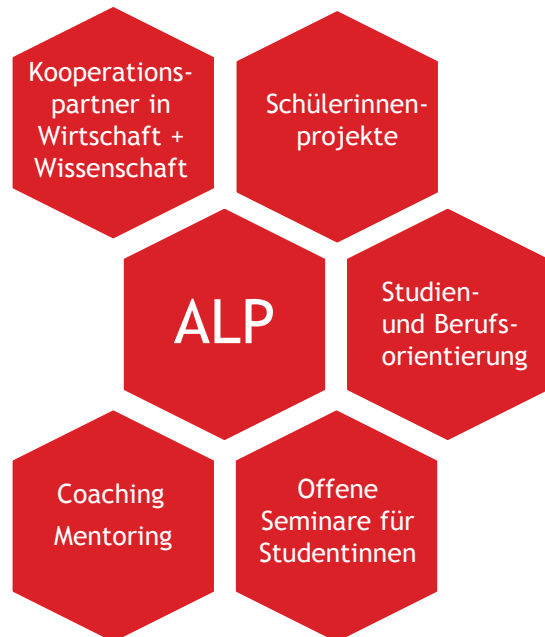 Kooperations-
partner in
Wirtschaft +
Wissenschaft
Schülerinnen-
projekte
ALP
Studien-
und Berufs-
orientierung
Coaching
Mentoring
Offene
Seminare für
Studentinnen